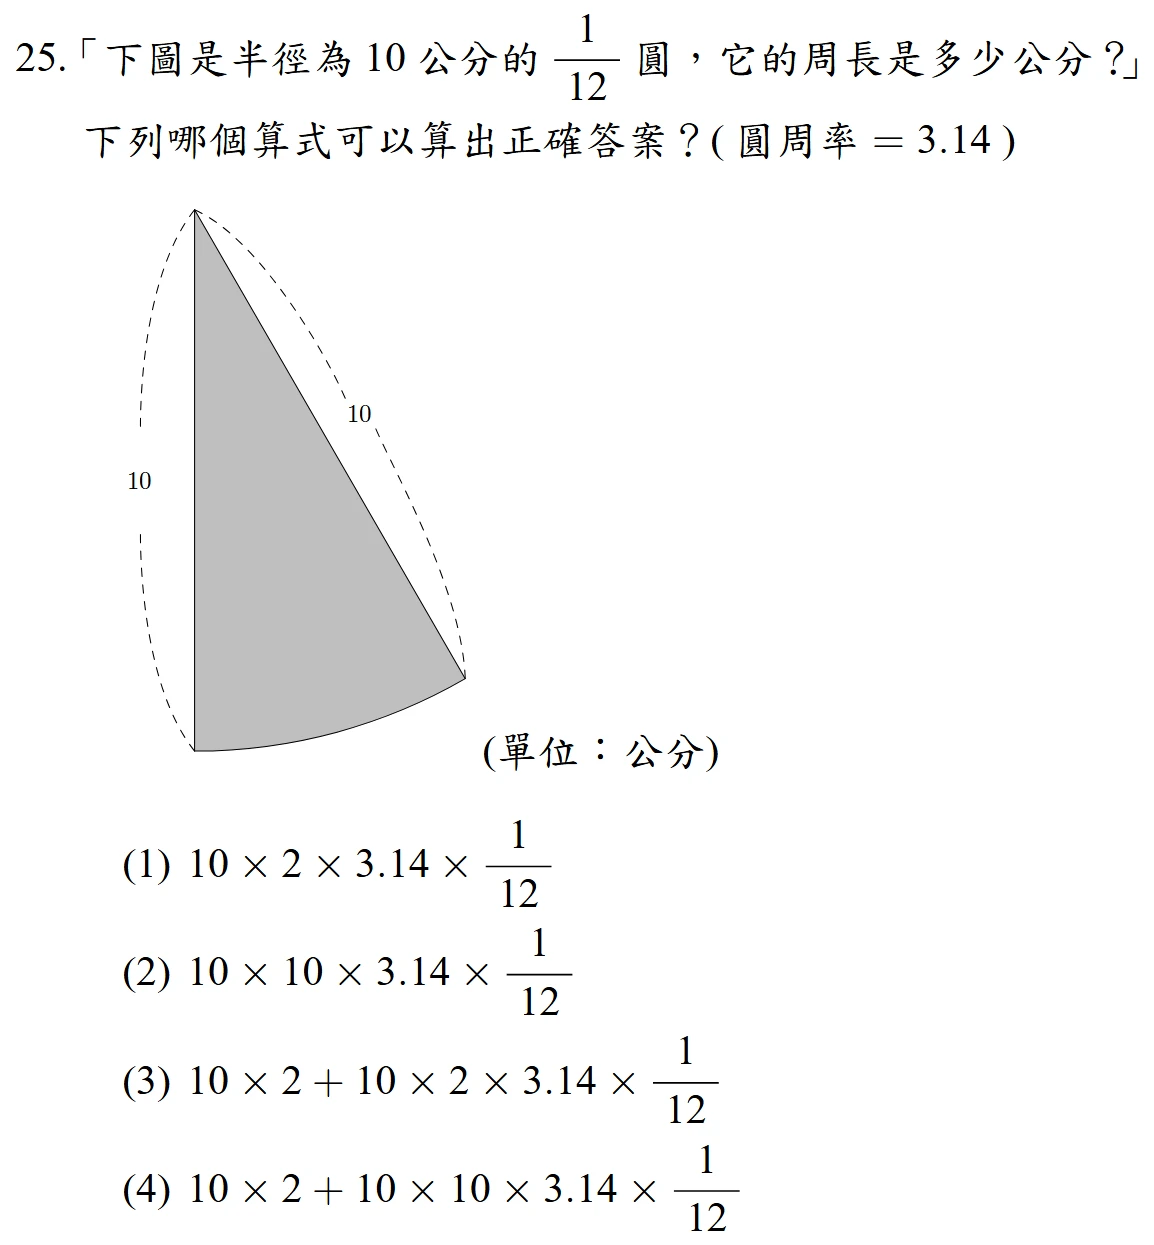 25.「下圖是半徑為 10 公分的 1/12 圓，它的周長是多少公分？」
下列哪個算式可以算出正確答案？( 圓周率 = 3.14 )
10
10
(單位：公分)
(1) 10 × 2 × 3.14 × 1/12
(2) 10 × 10 × 3.14 × 1/12
(3) 10 × 2 + 10 × 2 × 3.14 × 1/12
(4) 10 × 2 + 10 × 10 × 3.14 × 1/12